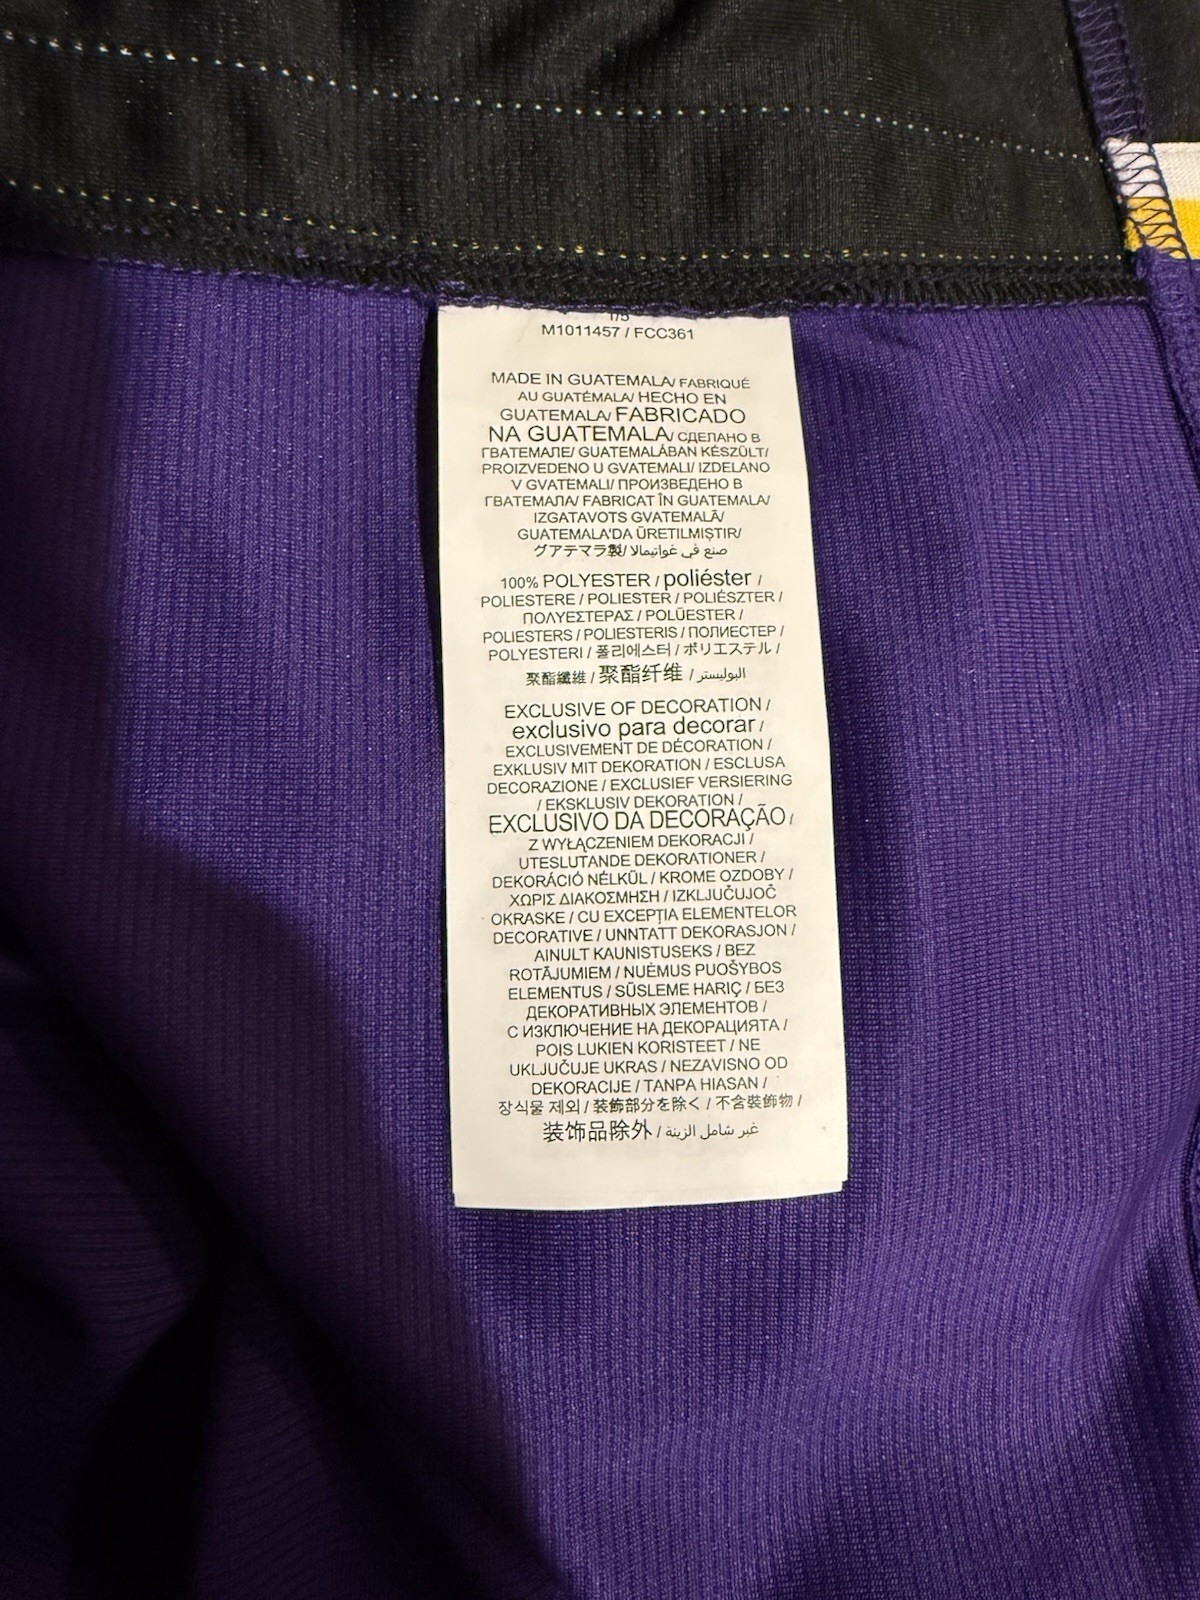 1/5
M1011457 / FCC361
MADE IN GUATEMALA/ FABRIQUÉ
AU GUATÉMALA/ HECHO EN
GUATEMALA/ FABRICADO
NA GUATEMALA/ СДЕЛАНО В
ГВАТЕМАЛЕ/ GUATEMALÁBAN KÉSZÜLT/
PROIZVEDENO U GVATEMALI/ IZDELANO
V GVATEMALI/ ПРОИЗВЕДЕНО В
ГВАТЕМАЛА/ FABRICAT ÎN GUATEMALA/
IZGATAVOTS GVATEMALĀ/
GUATEMALA'DA ÜRETILMIŞTIR/
グアテマラ製/ صنع في غواتيمالا
100% POLYESTER / poliéster /
POLIESTERE / POLIESTER / POLIÉSZTER /
ΠΟΛΥΕΣΤΕΡΑΣ / POLÜESTER /
POLIESTERS / POLIESTERIS / ПОЛИЕСТЕР /
POLYESTERI / 폴리에스터 / ポリエステル /
聚酯纖維 / 聚酯纤维 / البوليستر
EXCLUSIVE OF DECORATION /
exclusivo para decorar /
EXCLUSIVEMENT DE DÉCORATION /
EXKLUSIV MIT DEKORATION / ESCLUSA
DECORAZIONE / EXCLUSIEF VERSIERING
/ EKSKLUSIV DEKORATION /
EXCLUSIVO DA DECORAÇÃO /
Z WYŁĄCZENIEM DEKORACJI /
UTESLUTANDE DEKORATIONER /
DEKORÁCIÓ NÉLKÜL / KROME OZDOBY /
ΧΩΡΙΣ ΔΙΑΚΟΣΜΗΣΗ / IZKLJUČUJOČ
OKRASKE / CU EXCEPȚIA ELEMENTELOR
DECORATIVE / UNNTATT DEKORASJON /
AINULT KAUNISTUSEKS / BEZ
ROTĀJUMIEM / NUĖMUS PUOŠYBOS
ELEMENTUS / SÜSLEME HARIÇ / БЕЗ
ДЕКОРАТИВНЫХ ЭЛЕМЕНТОВ /
С ИЗКЛЮЧЕНИЕ НА ДЕКОРАЦИЯТА /
POIS LUKIEN KORISTEET / NE
UKLJUČUJE UKRAS / NEZAVISNO OD
DEKORACIJE / TANPA HIASAN /
장식물 제외 / 装飾部分を除く / 不含裝飾物 /
装饰品除外 / غير شامل الزينة